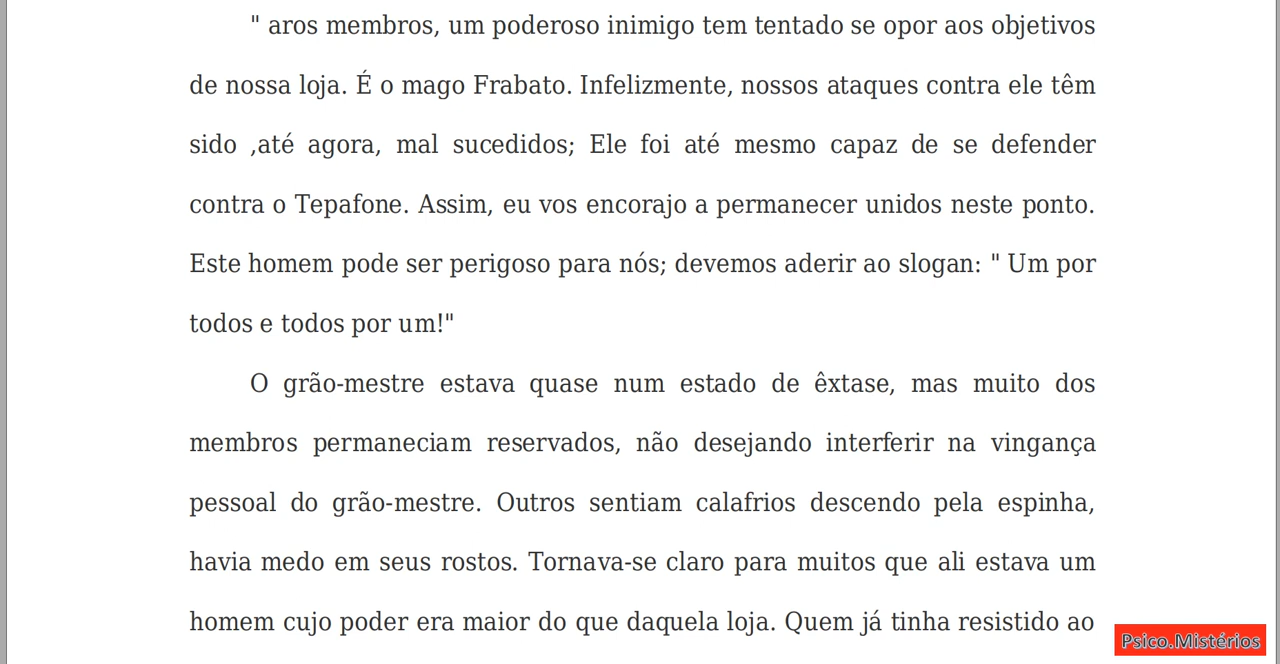 " aros membros, um poderoso inimigo tem tentado se opor aos objetivos
de nossa loja. É o mago Frabato. Infelizmente, nossos ataques contra ele têm
sido ,até agora, mal sucedidos; Ele foi até mesmo capaz de se defender
contra o Tepafone. Assim, eu vos encorajo a permanecer unidos neste ponto.
Este homem pode ser perigoso para nós; devemos aderir ao slogan: " Um por
todos e todos por um!"
O grão-mestre estava quase num estado de êxtase, mas muito dos
membros permaneciam reservados, não desejando interferir na vingança
pessoal do grão-mestre. Outros sentiam calafrios descendo pela espinha,
havia medo em seus rostos. Tornava-se claro para muitos que ali estava um
homem cujo poder era maior do que daquela loja. Quem já tinha resistido ao
Psico.Mistérios